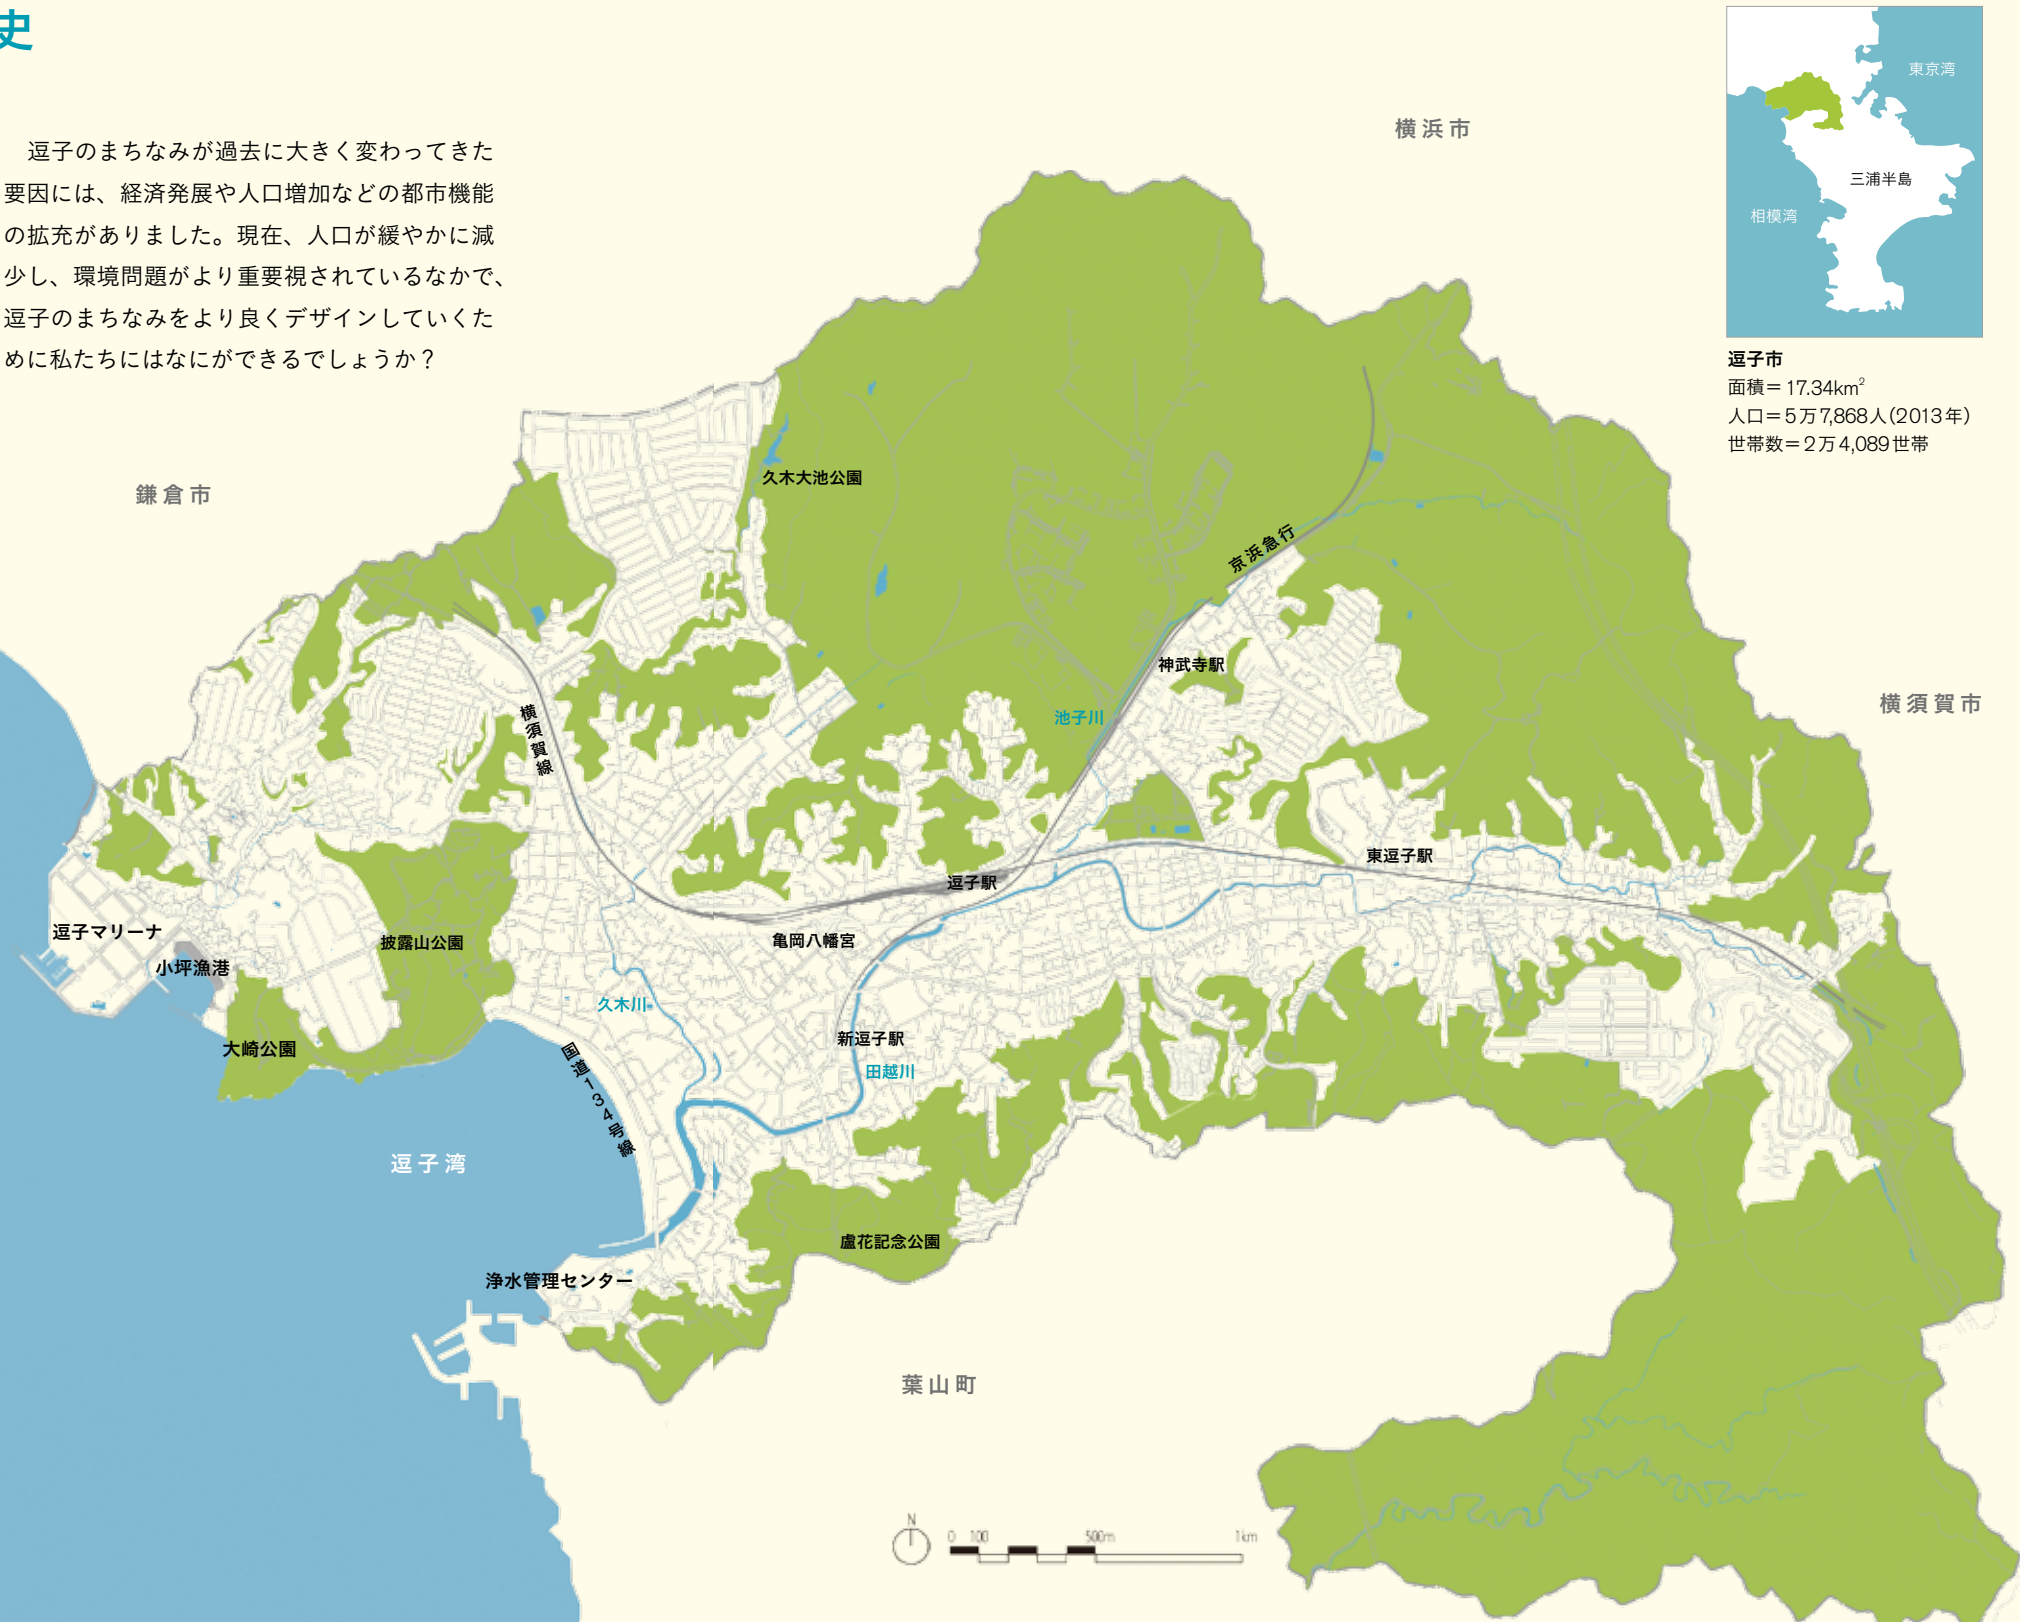 史
逗子のまちなみが過去に大きく変わってきた
要因には、経済発展や人口増加などの都市機能
の拡充がありました。現在、人口が緩やかに減
少し、環境問題がより重要視されているなかで、
逗子のまちなみをより良くデザインしていくた
めに私たちにはなにができるでしょうか？
東京湾
三浦半島
相模湾
逗子市
面積＝17.34km²
人口＝5万7,868人(2013年)
世帯数＝2万4,089世帯
横浜市
鎌倉市
横須賀市
葉山町
久木大池公園
京浜急行
神武寺駅
池子川
横須賀線
東逗子駅
逗子駅
亀岡八幡宮
逗子マリーナ
小坪漁港
披露山公園
大崎公園
久木川
新逗子駅
田越川
国道134号線
逗子湾
盧花記念公園
浄水管理センター
N
0 100 500m 1km